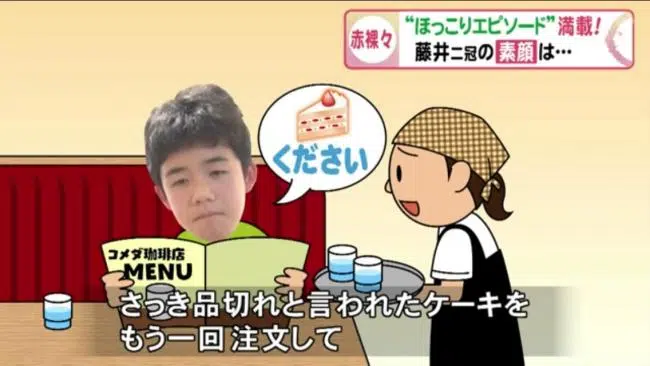 赤裸々
“ほっこりエピソード”満載！
藤井二冠の素顔は…
ください
コメダ珈琲店
MENU
さっき品切れと言われたケーキを
もう一回注文して